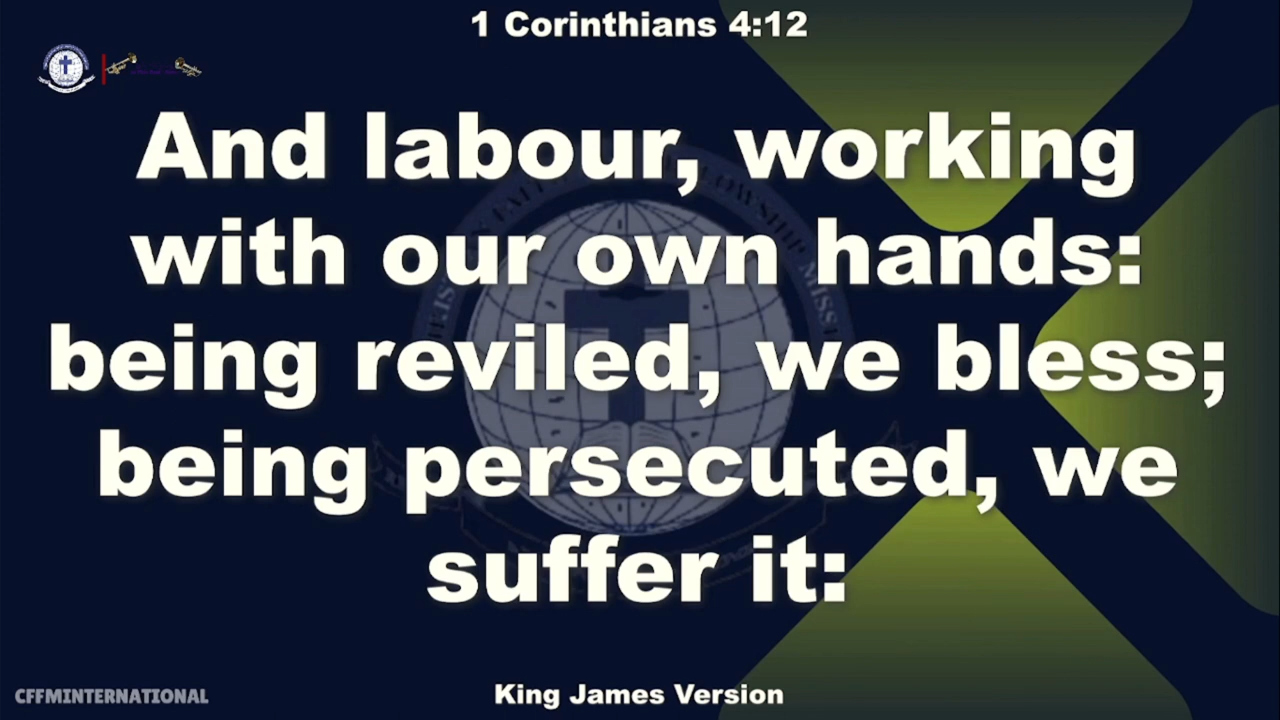 1 Corinthians 4:12
And labour, working
with our own hands:
being reviled, we bless;
being persecuted, we
suffer it:
CFFMINTERNATIONAL
King James Version